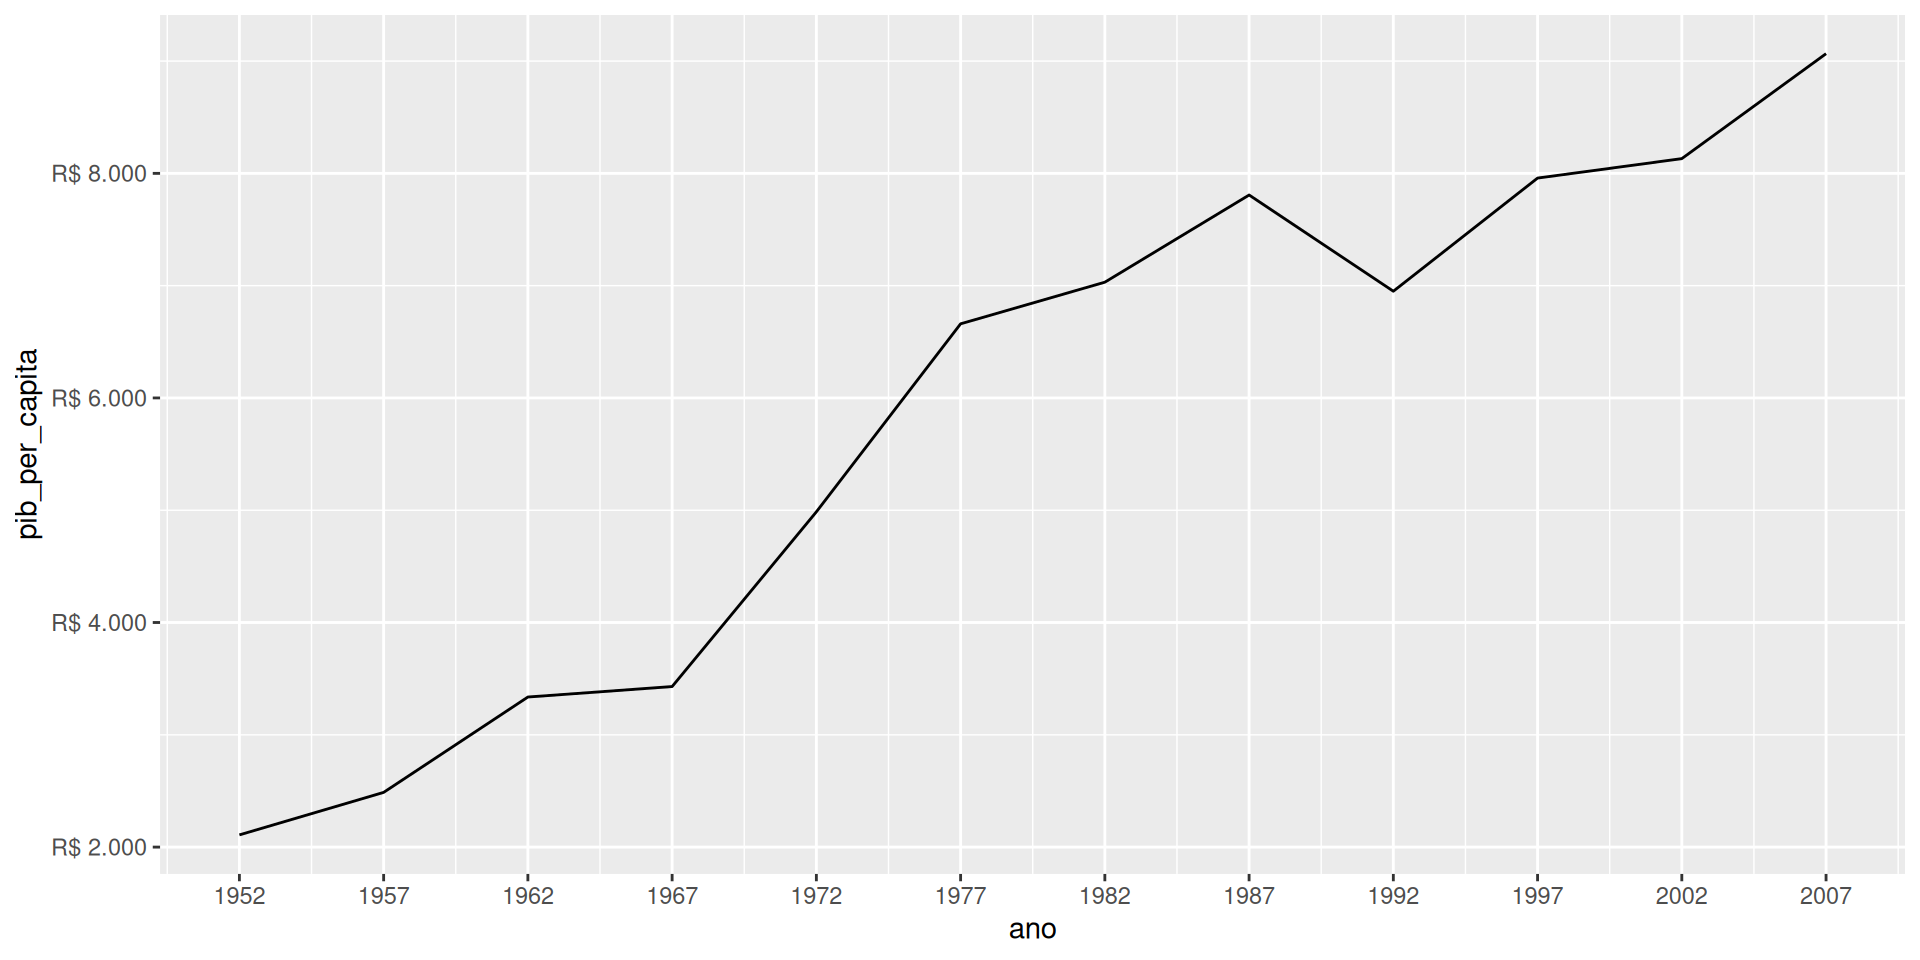 pib_per_capita
R$ 8.000
R$ 6.000
R$ 4.000
R$ 2.000
1952 1957 1962 1967 1972 1977 1982 1987 1992 1997 2002 2007
ano